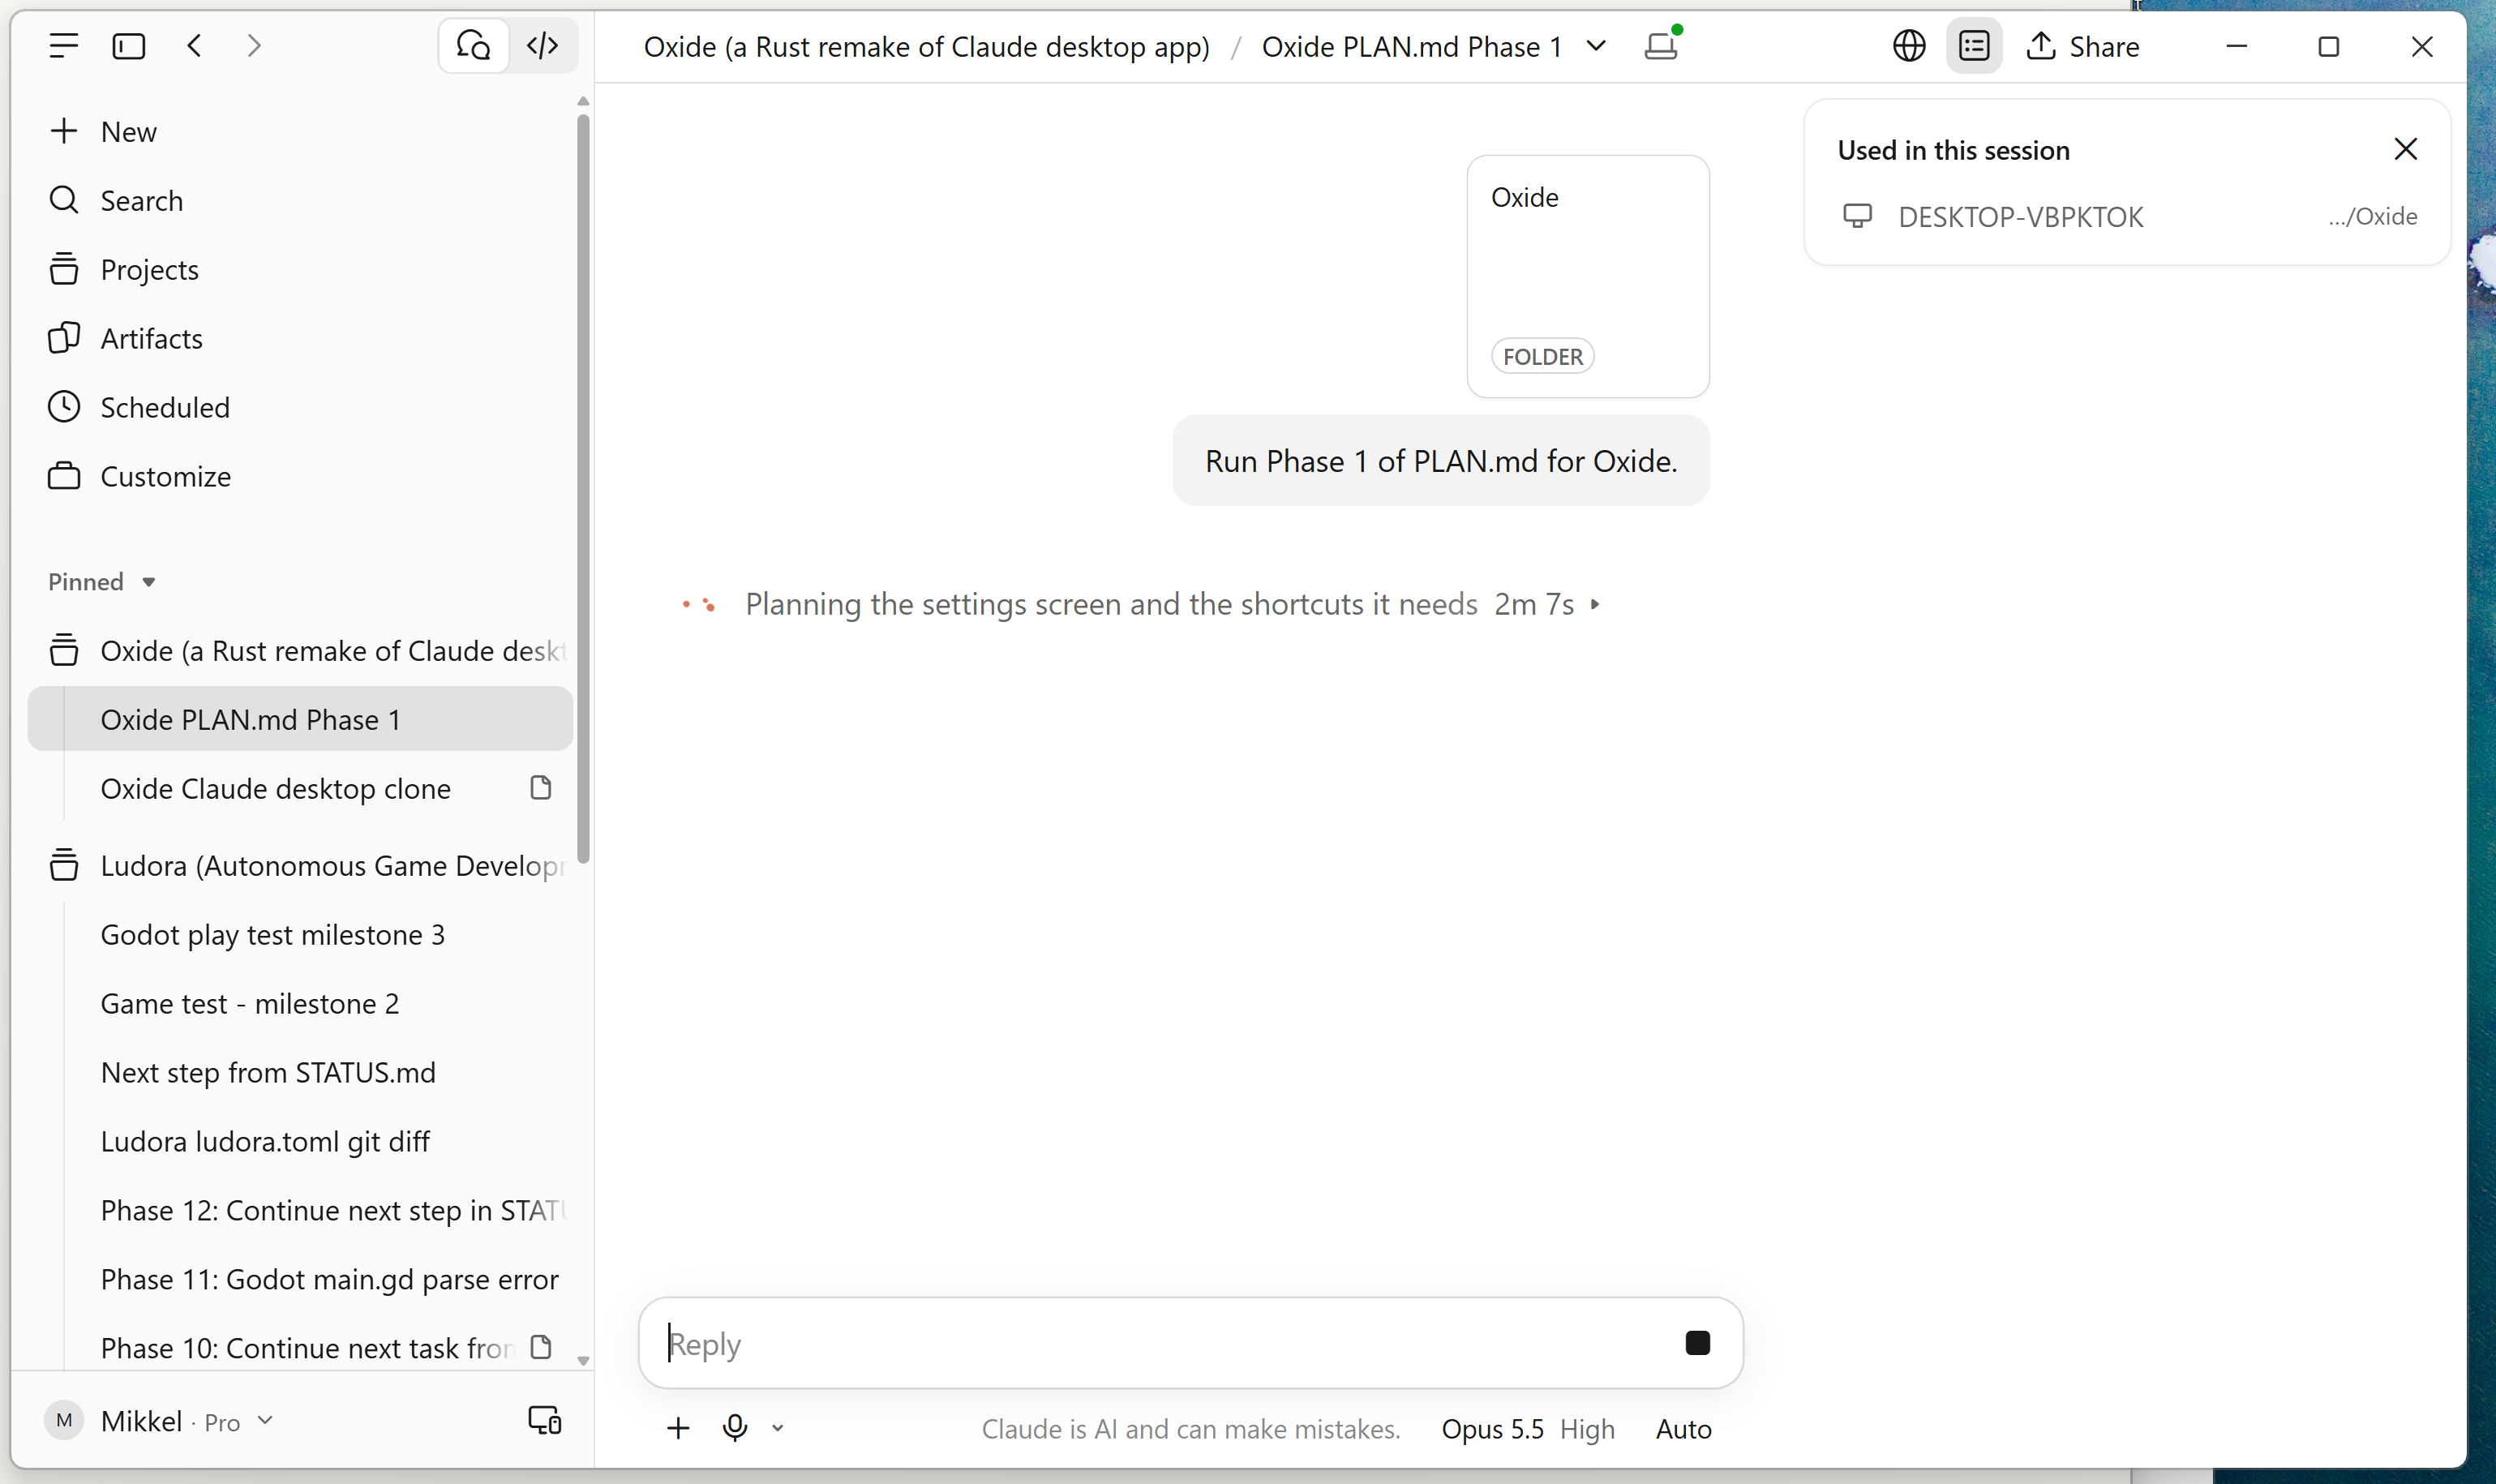 Oxide (a Rust remake of Claude desktop app) / Oxide PLAN.md Phase 1
Share
New
Search
Projects
Artifacts
Scheduled
Customize
Pinned
Oxide (a Rust remake of Claude deskt
Oxide PLAN.md Phase 1
Oxide Claude desktop clone
Ludora (Autonomous Game Developr
Godot play test milestone 3
Game test - milestone 2
Next step from STATUS.md
Ludora ludora.toml git diff
Phase 12: Continue next step in STATU
Phase 11: Godot main.gd parse error
Phase 10: Continue next task from
M Mikkel · Pro
Oxide
FOLDER
Run Phase 1 of PLAN.md for Oxide.
Planning the settings screen and the shortcuts it needs 2m 7s
Reply
Claude is AI and can make mistakes. Opus 5.5 High Auto
Used in this session
DESKTOP-VBPKTOK .../Oxide